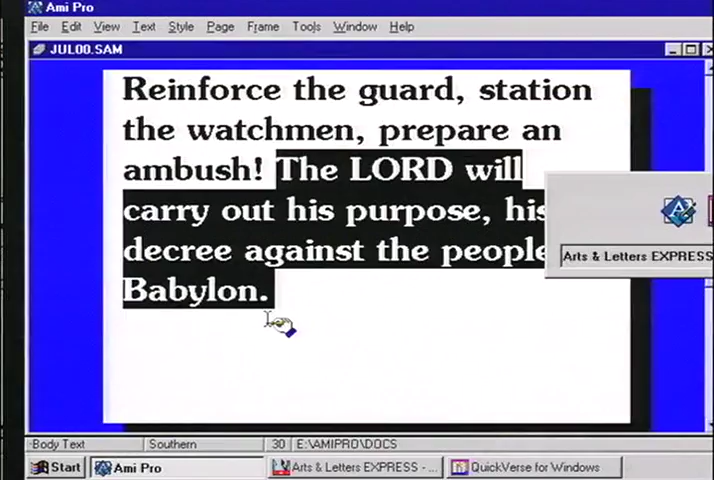 Ami Pro
File Edit View Text Style Page Frame Tools Window Help
JUL00.SAM
Reinforce the guard, station
the watchmen, prepare an
ambush! The LORD will
carry out his purpose, his
decree against the people
Babylon.
Arts & Letters EXPRESS
Body Text Southern 30 E:\AMIPRO\DOCS
Start Ami Pro Arts & Letters EXPRESS - ... QuickVerse for Windows